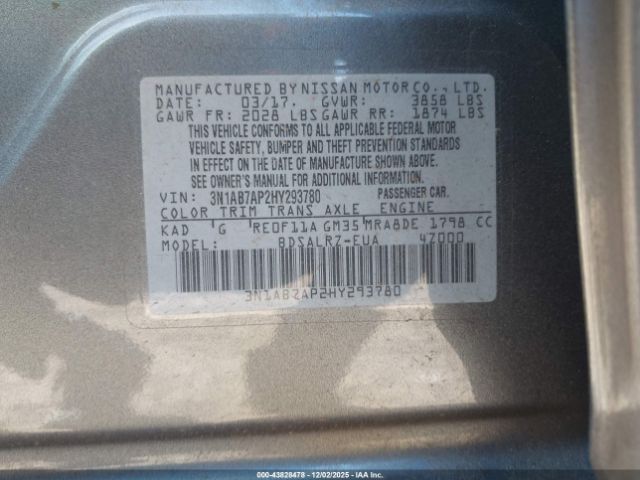 MANUFACTURED BY NISSAN MOTOR CO., LTD.
DATE: 03/17. GVWR: 3858 LBS
GAWR FR: 2028 LBS GAWR RR: 1874 LBS
THIS VEHICLE CONFORMS TO ALL APPLICABLE FEDERAL MOTOR
VEHICLE SAFETY, BUMPER AND THEFT PREVENTION STANDARDS
IN EFFECT ON THE DATE OF MANUFACTURE SHOWN ABOVE.
SEE OWNER'S MANUAL FOR ADDITIONAL INFORMATION.
VIN: 3N1AB7AP2HY293780 PASSENGER CAR.
COLOR TRIM TRANS AXLE ENGINE
KAD G RE0F11A GM35 MRA8DE 1798 CC
MODEL: BDSALRZ-EUA 47000
3N1AB7AP2HY293780
000-43828478 - 12/02/2025 - IAAI.COM